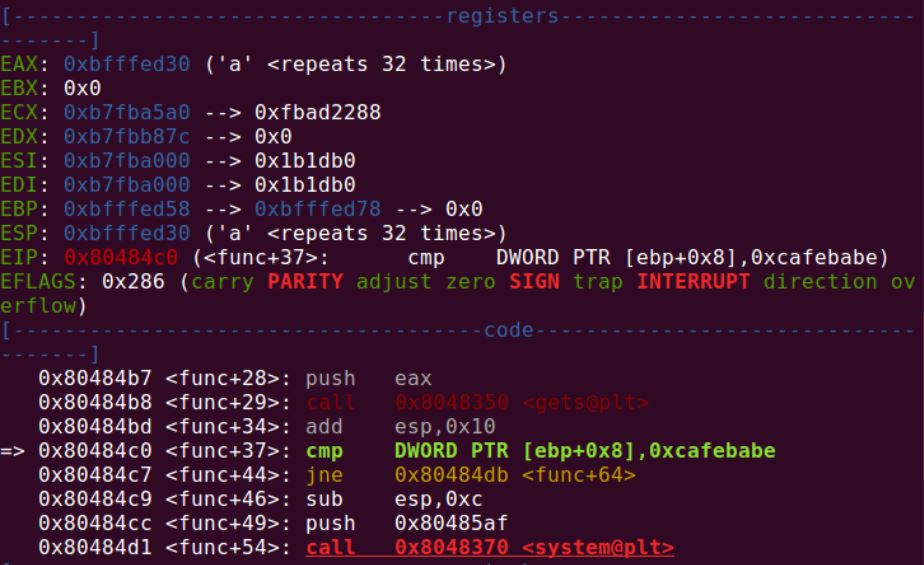 [----------------------------------registers-----------------------------
-------]
EAX: 0xbfffed30 ('a' <repeats 32 times>)
EBX: 0x0
ECX: 0xb7fba5a0 --> 0xfbad2288
EDX: 0xb7fbb87c --> 0x0
ESI: 0xb7fba000 --> 0x1b1db0
EDI: 0xb7fba000 --> 0x1b1db0
EBP: 0xbfffed58 --> 0xbfffed78 --> 0x0
ESP: 0xbfffed30 ('a' <repeats 32 times>)
EIP: 0x80484c0 (<func+37>:     cmp    DWORD PTR [ebp+0x8],0xcafebabe)
EFLAGS: 0x286 (carry PARITY adjust zero SIGN trap INTERRUPT direction ov
erflow)
[-------------------------------------code-------------------------------
-------]
   0x80484b7 <func+28>: push   eax
   0x80484b8 <func+29>: call   0x8048350 <gets@plt>
   0x80484bd <func+34>: add    esp,0x10
=> 0x80484c0 <func+37>: cmp    DWORD PTR [ebp+0x8],0xcafebabe
   0x80484c7 <func+44>: jne    0x80484db <func+64>
   0x80484c9 <func+46>: sub    esp,0xc
   0x80484cc <func+49>: push   0x80485af
   0x80484d1 <func+54>: call   0x8048370 <system@plt>